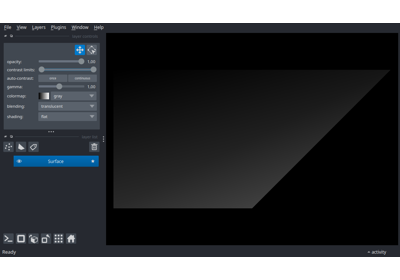 File View Layers Plugins Window Help
layer controls
opacity: 1.00
contrast limits:
auto-contrast: once continuous
gamma: 1.00
colormap: gray
blending: translucent
shading: flat
layer list
Surface
Ready
activity